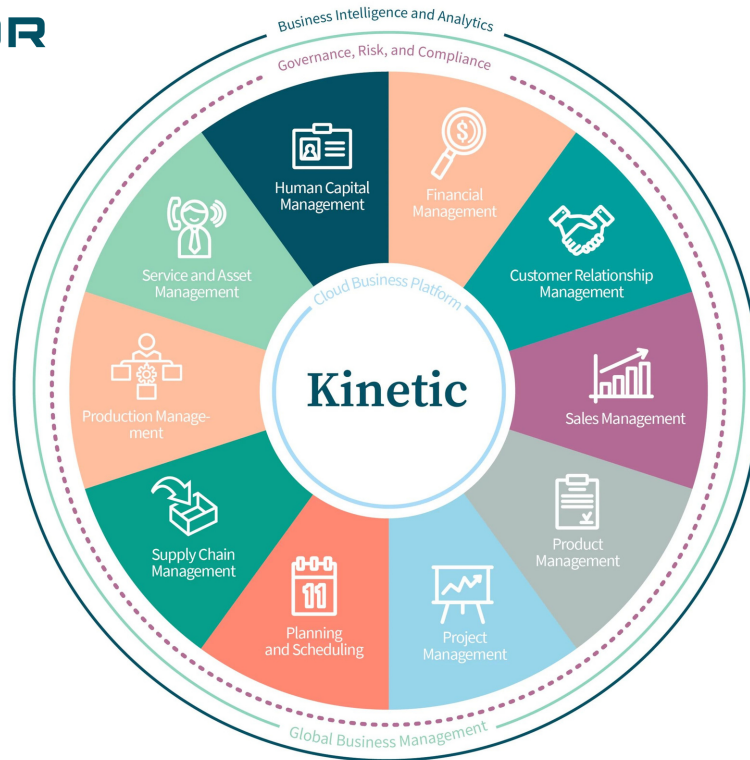 Business Intelligence and Analytics
Governance, Risk, and Compliance
Human Capital
Management
Financial
Management
Customer Relationship
Management
Sales Management
Product
Management
Project
Management
Planning
and Scheduling
11
Supply Chain
Management
Production Manage-
ment
Service and Asset
Management
Cloud Business Platform
Kinetic
Global Business Management